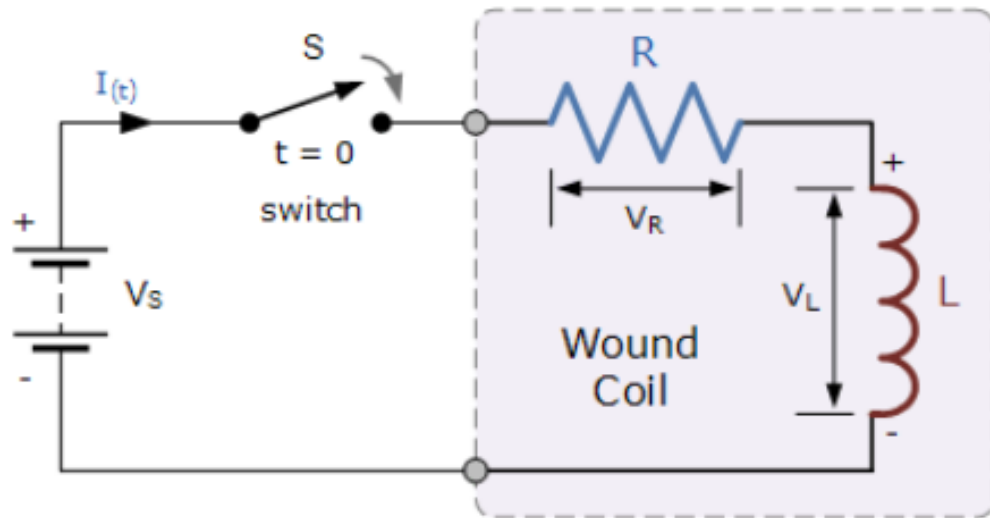 S
R
I(t)
t = 0
switch
+
VR
+
VS
VL
L
Wound
Coil
-
-